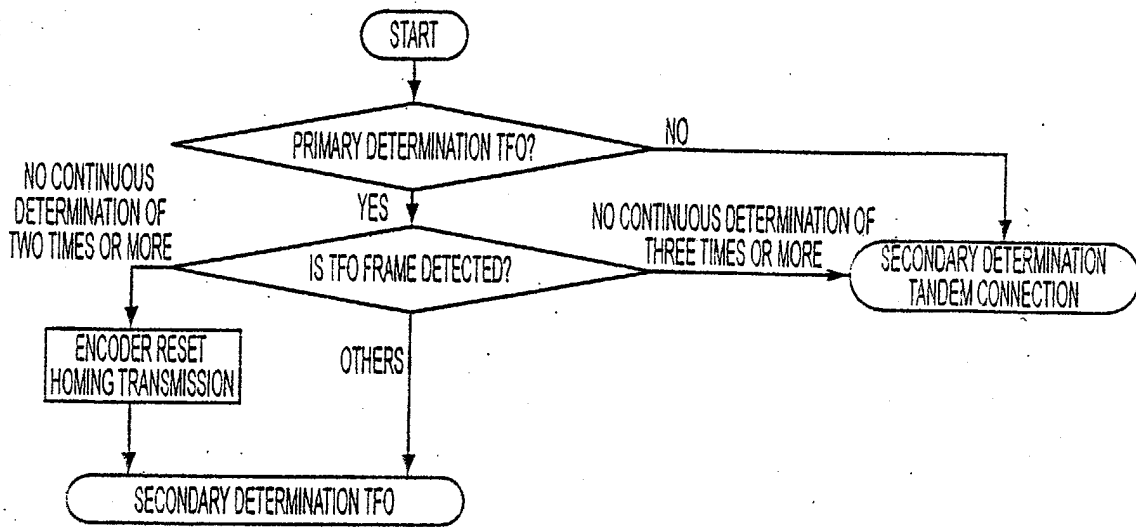 START
PRIMARY DETERMINATION TFO?
NO
YES
NO CONTINUOUS
DETERMINATION OF
TWO TIMES OR MORE
NO CONTINUOUS DETERMINATION OF
THREE TIMES OR MORE
IS TFO FRAME DETECTED?
SECONDARY DETERMINATION
TANDEM CONNECTION
ENCODER RESET
HOMING TRANSMISSION
OTHERS
SECONDARY DETERMINATION TFO